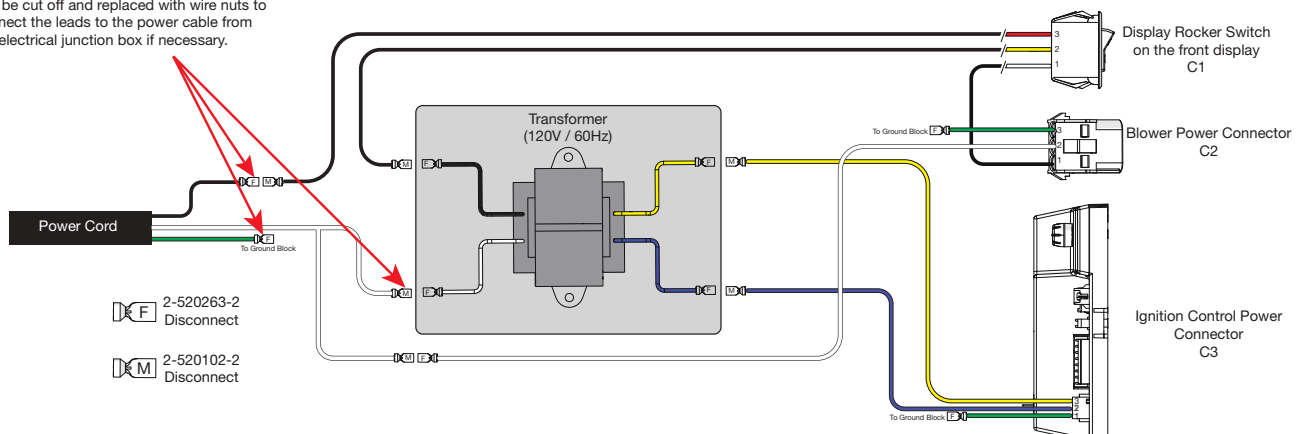 be cut off and replaced with wire nuts to
nect the leads to the power cable from
electrical junction box if necessary.
3
2
1
Display Rocker Switch
on the front display
C1
Transformer
(120V / 60Hz)
To Ground Block
F
3
2
1
Blower Power Connector
C2
M
F
F
M
F
M
Power Cord
F
To Ground Block
M
F
F
M
F
2-520263-2
Disconnect
M
2-520102-2
Disconnect
M
F
Ignition Control Power
Connector
C3
3
2
1
To Ground Block
F